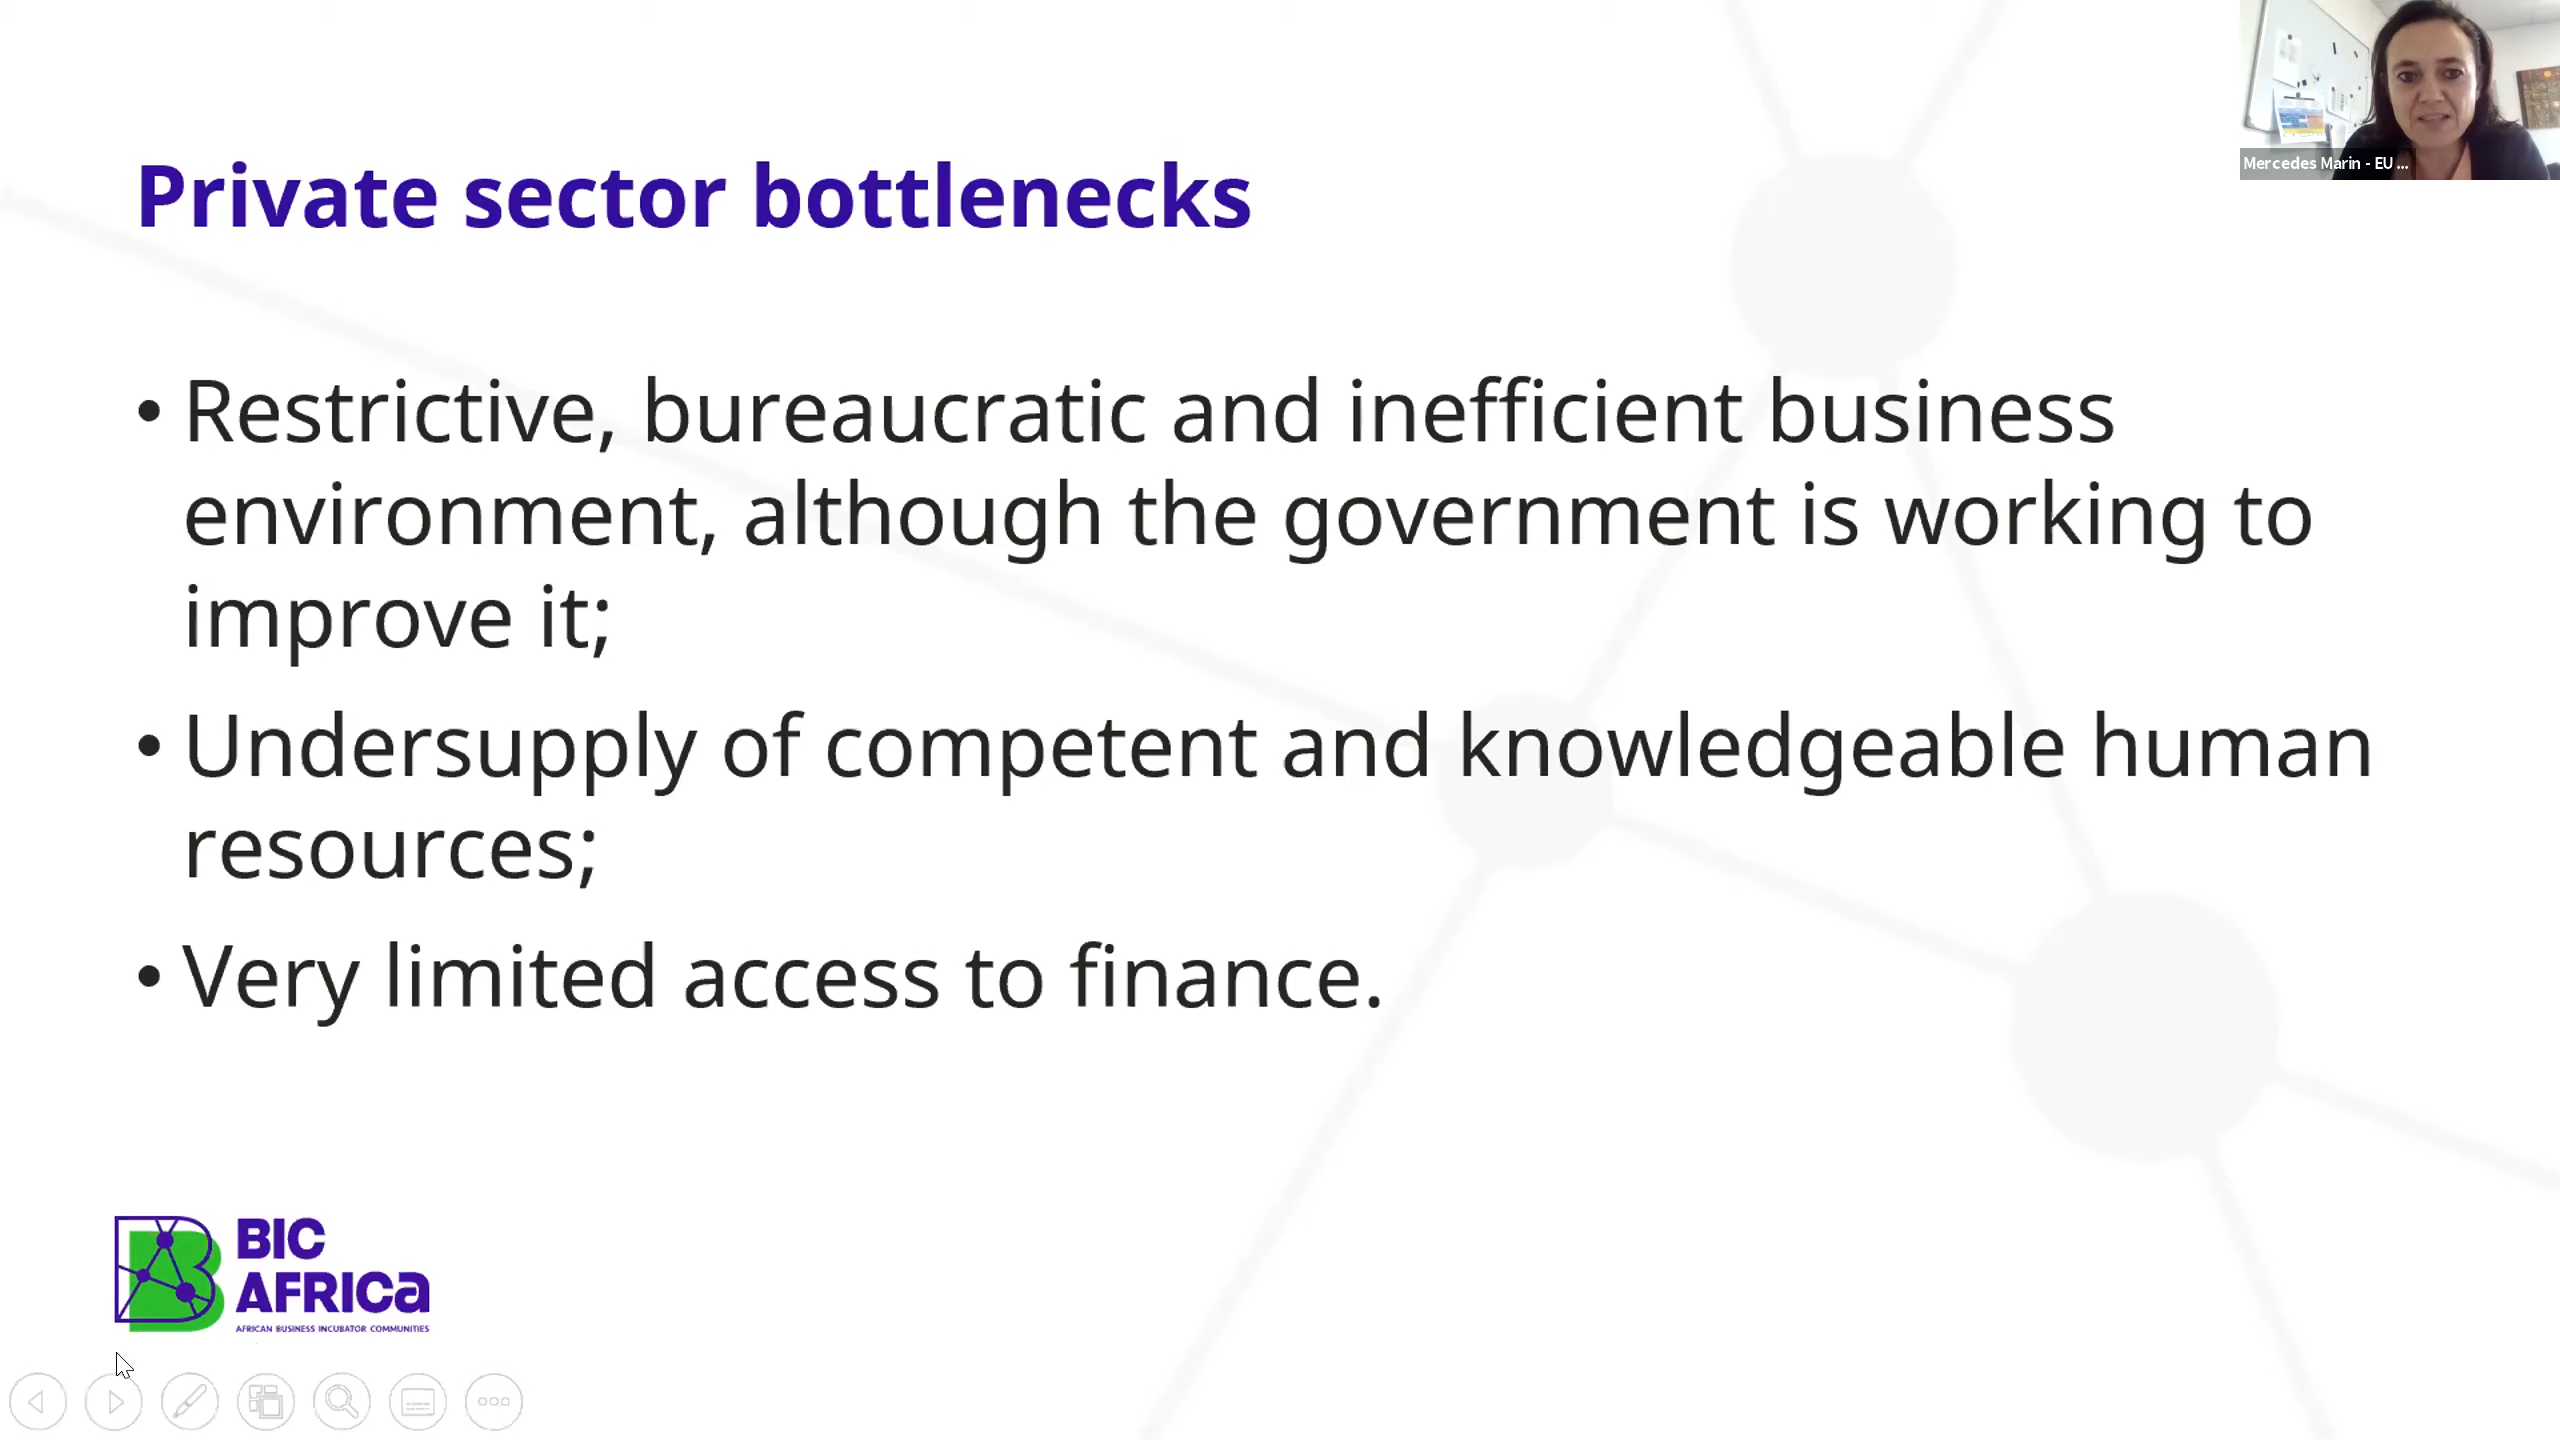 Mercedes Marin - EU ...
Private sector bottlenecks
• Restrictive, bureaucratic and inefficient business
environment, although the government is working to
improve it;
• Undersupply of competent and knowledgeable human
resources;
• Very limited access to finance.
BIC
AFRICA
AFRICAN BUSINESS INCUBATOR COMMUNITIES